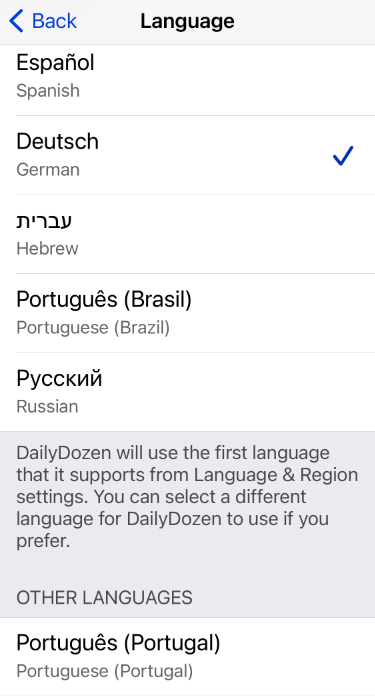 Back
Language
Español
Spanish
Deutsch
German
עברית
Hebrew
Português (Brasil)
Portuguese (Brazil)
Русский
Russian
DailyDozen will use the first language
that it supports from Language & Region
settings. You can select a different
language for DailyDozen to use if you
prefer.
OTHER LANGUAGES
Português (Portugal)
Portuguese (Portugal)